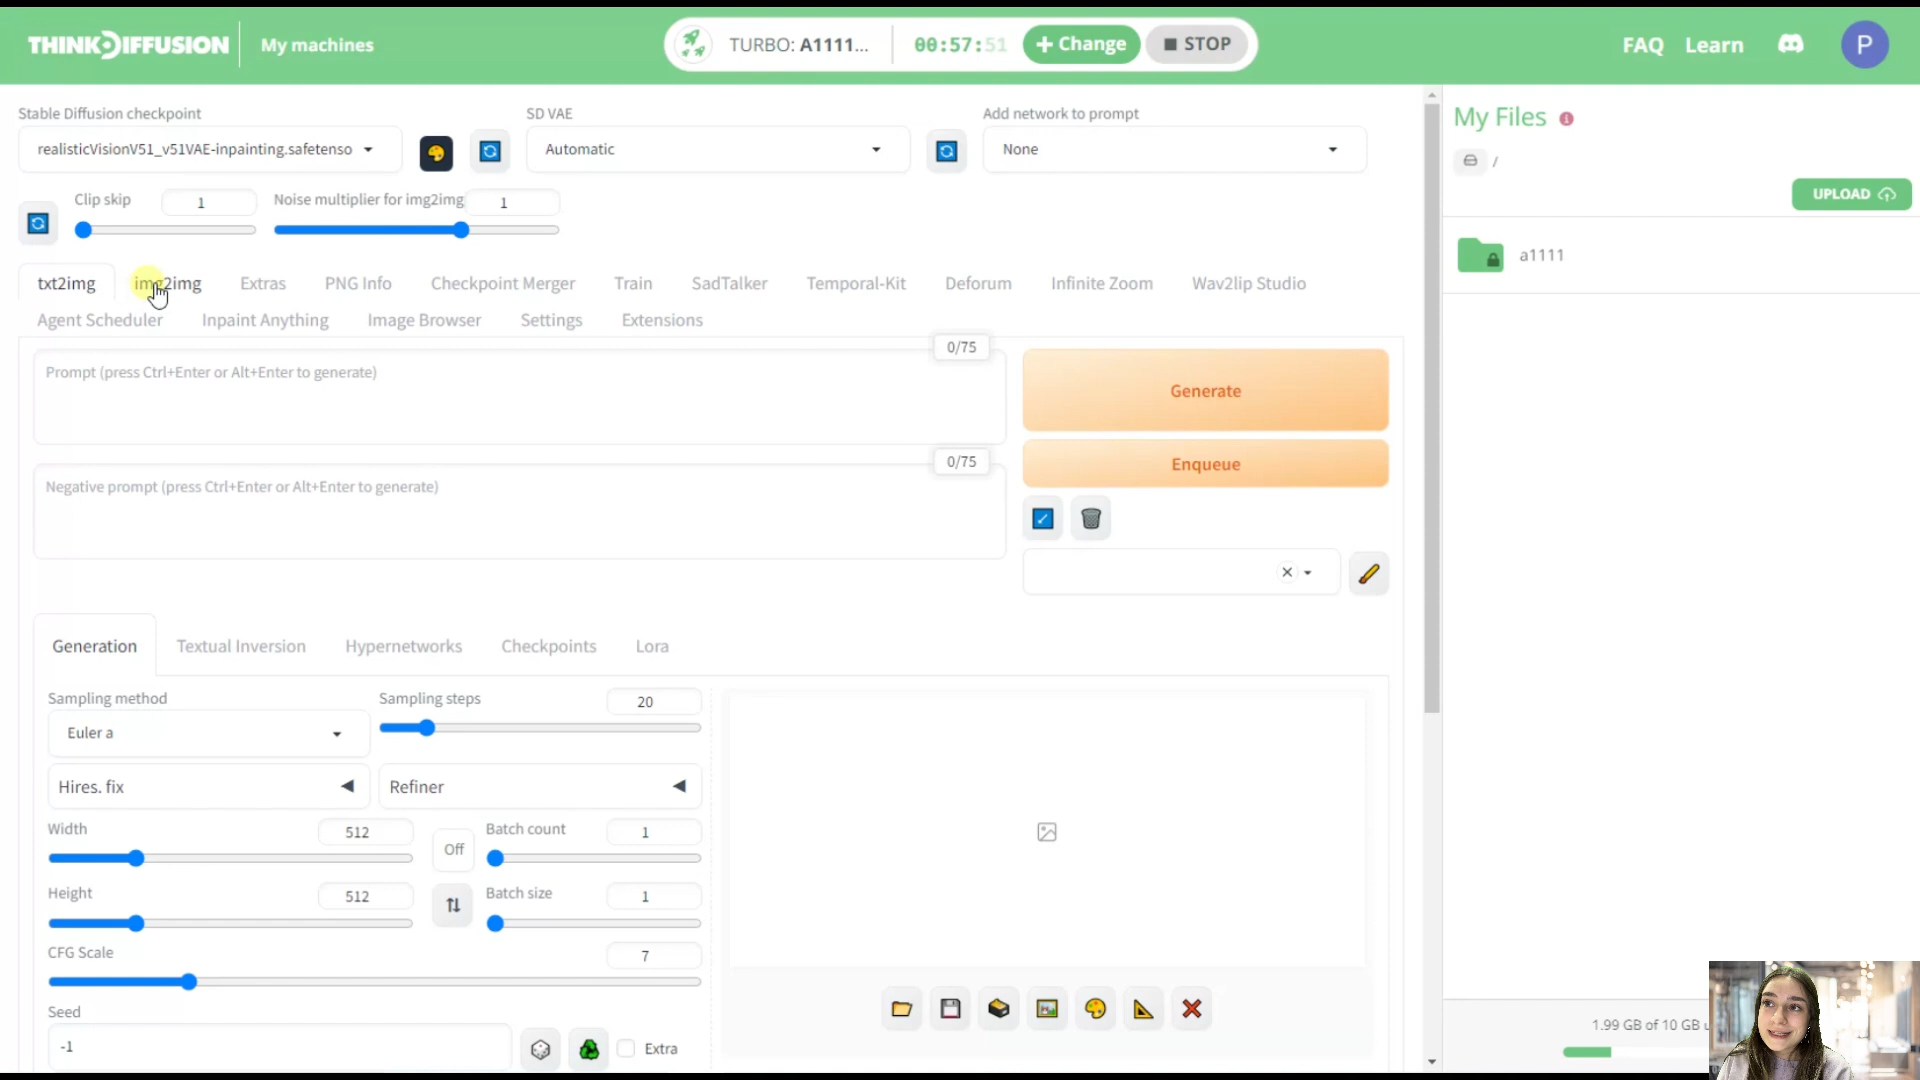 THINKDIFFUSION
My machines
TURBO: A1111...
00:57:51
+ Change
STOP
FAQ
Learn
P
Stable Diffusion checkpoint
realisticVisionV51_v51VAE-inpainting.safetenso
SD VAE
Automatic
Add network to prompt
None
Clip skip
1
Noise multiplier for img2img
1
txt2img
img2img
Extras
PNG Info
Checkpoint Merger
Train
SadTalker
Temporal-Kit
Deforum
Infinite Zoom
Wav2lip Studio
Agent Scheduler
Inpaint Anything
Image Browser
Settings
Extensions
0/75
Prompt (press Ctrl+Enter or Alt+Enter to generate)
Generate
0/75
Negative prompt (press Ctrl+Enter or Alt+Enter to generate)
Enqueue
Generation
Textual Inversion
Hypernetworks
Checkpoints
Lora
Sampling method
Euler a
Sampling steps
20
Hires. fix
Refiner
Width
512
Off
Batch count
1
Height
512
Batch size
1
CFG Scale
7
Seed
-1
Extra
My Files
/
UPLOAD
a1111
1.99 GB of 10 GB